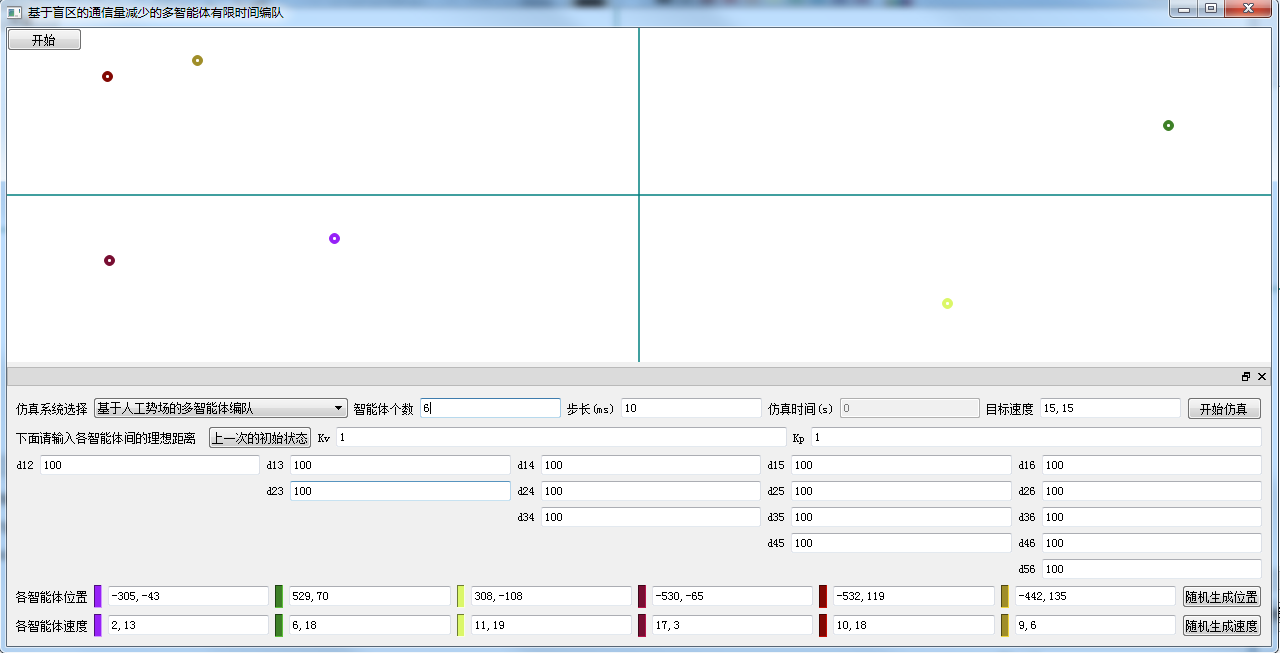 基于盲区的通信量减少的多智能体有限时间编队
开始
仿真系统选择 基于人工势场的多智能体编队 智能体个数 6 步长(ms) 10 仿真时间(s) 0 目标速度 15,15 开始仿真
下面请输入各智能体间的理想距离 上一次的初始状态 Kv 1 Kp 1
d12 100 d13 100 d14 100 d15 100 d16 100
d23 100 d24 100 d25 100 d26 100
d34 100 d35 100 d36 100
d45 100 d46 100
d56 100
各智能体位置 -305,-43 529,70 308,-108 -530,-65 -532,119 -442,135 随机生成位置
各智能体速度 2,13 6,18 11,19 17,3 10,18 9,6 随机生成速度